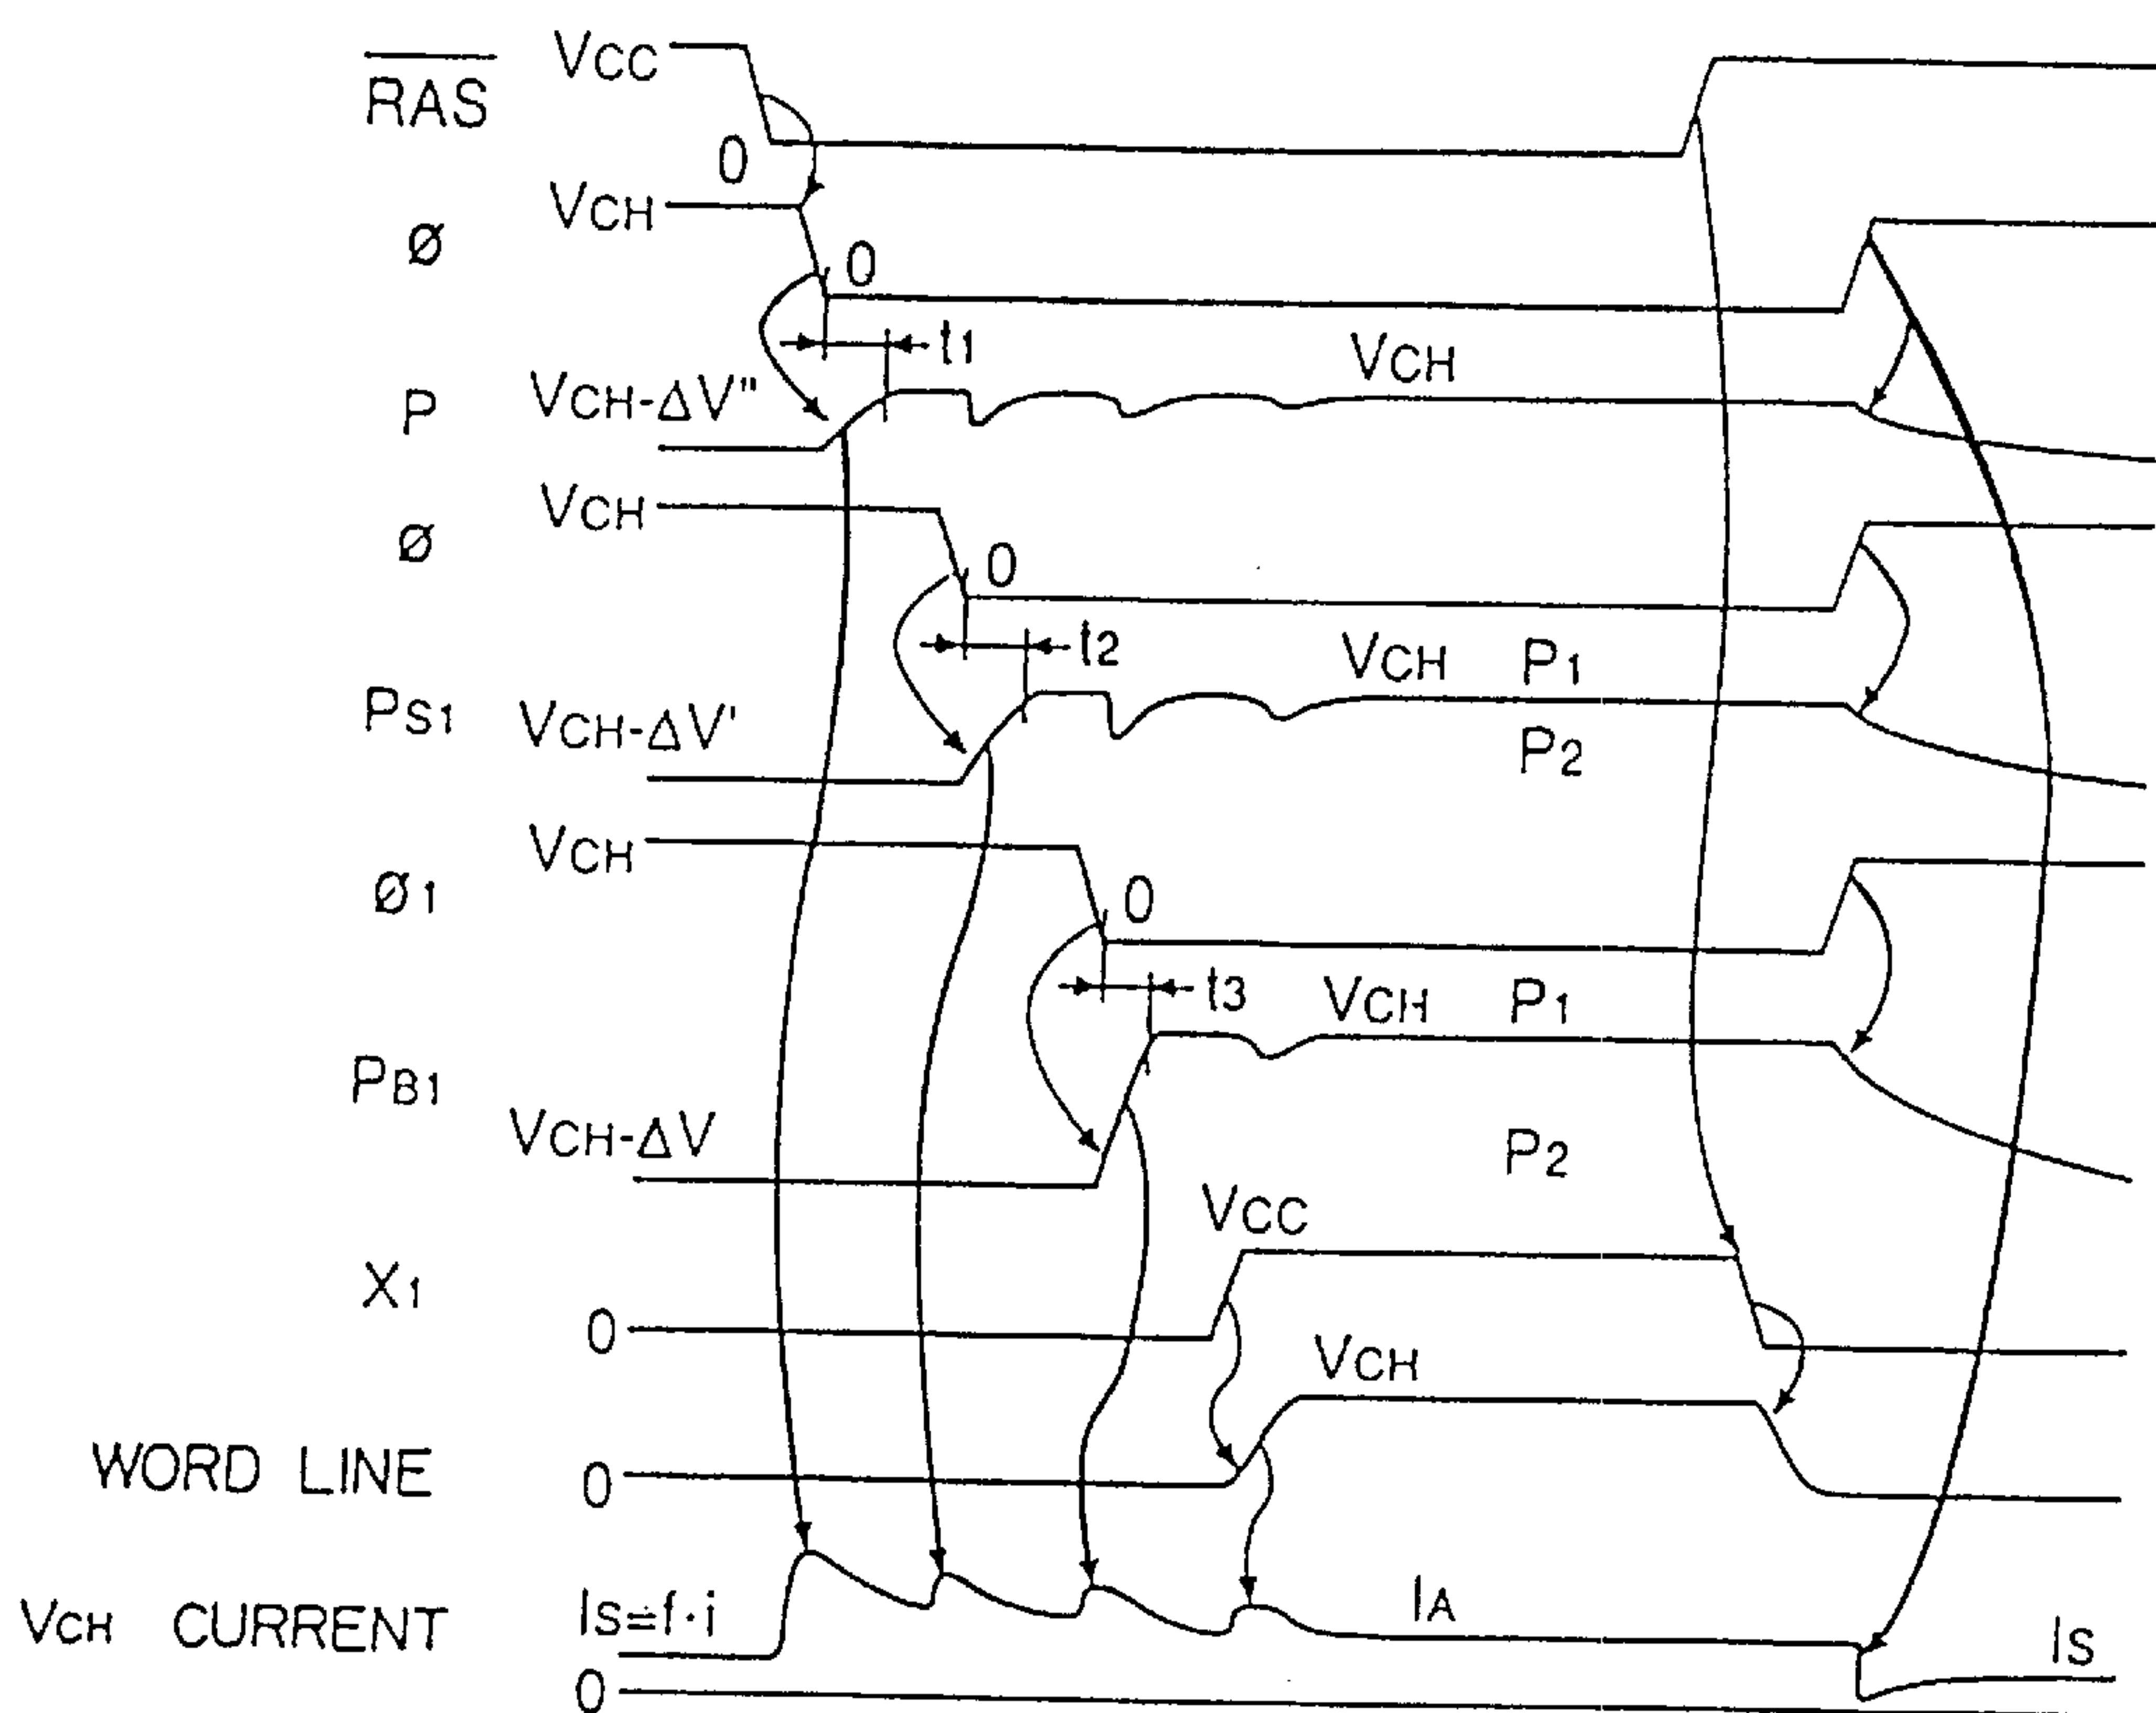 RAS VCC
0
Ø VCH
0
t1
P VCH-ΔV" VCH
Ø VCH
0
t2
PS1 VCH-ΔV' VCH P1
P2
Ø1 VCH
0
t3
PB1 VCH-ΔV VCH P1
P2
X1 0 VCC
WORD LINE 0 VCH
VCH CURRENT IS≒f·i IA IS
0